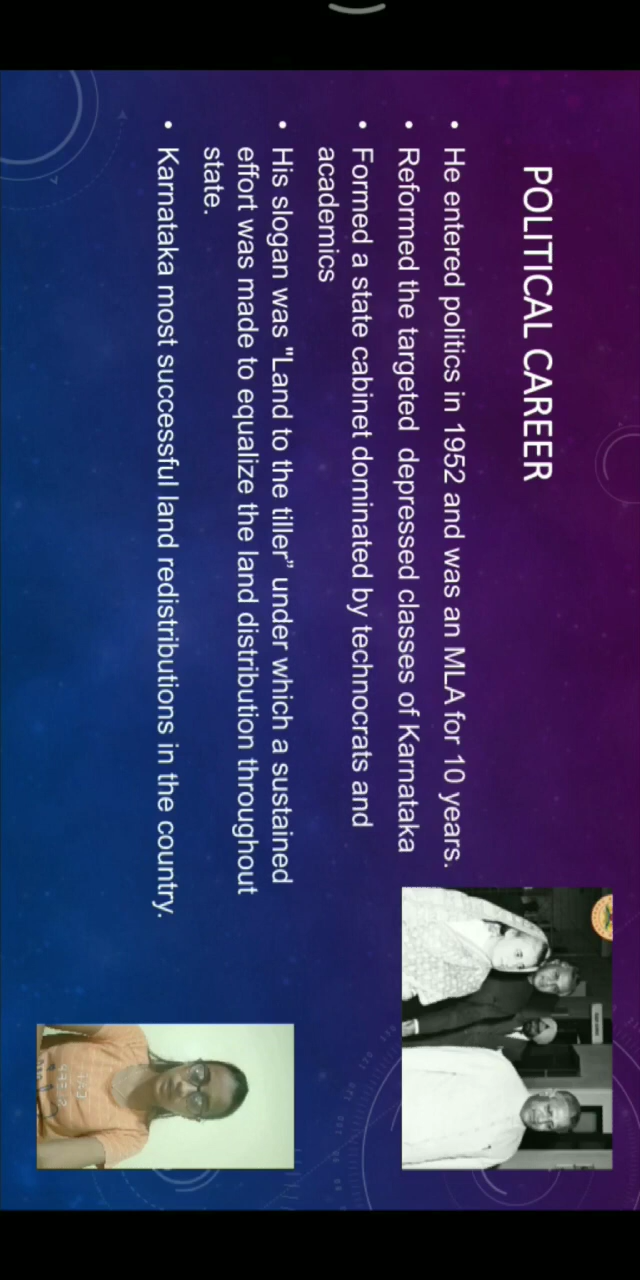 POLITICAL CAREER
• He entered politics in 1952 and was an MLA for 10 years.
• Reformed the targeted  depressed classes of Karnataka
• Formed a state cabinet dominated by technocrats and
academics
• His slogan was "Land to the tiller” under which a sustained
effort was made to equalize the land distribution throughout
state.
• Karnataka most successful land redistributions in the country.